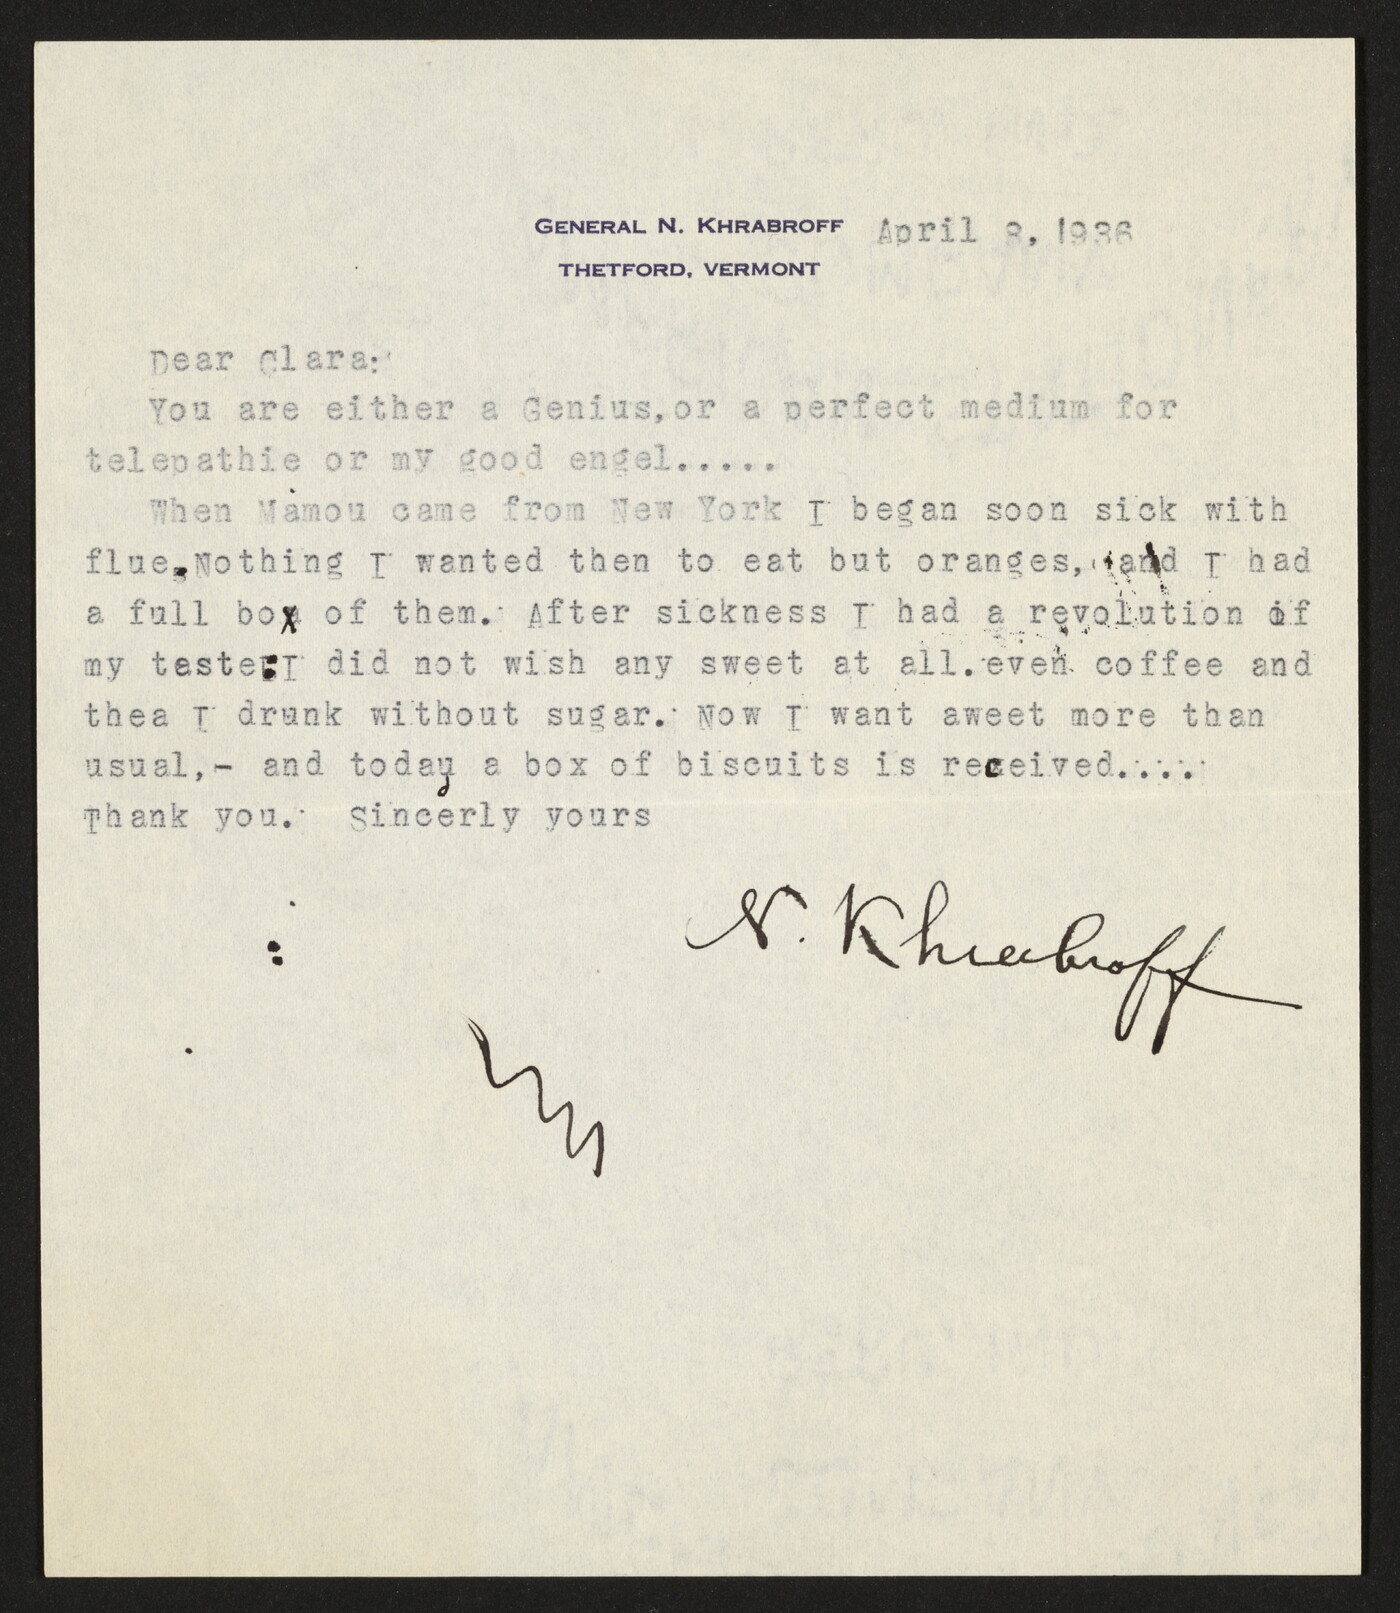 GENERAL N. KHRABROFF April 8, 1936
THETFORD, VERMONT
Dear Clara:
You are either a Genius,or a perfect medium for
telepathie or my good engel.....
When Mamou came from New York I began soon sick with
flue.Nothing I wanted then to eat but oranges, and I had
a full box of them. After sickness I had a revolution of
my teste:I did not wish any sweet at all.even coffee and
thea I drunk without sugar. Now I want aweet more than
usual,- and today a box of biscuits is received.....
Thank you. Sincerly yours
N. Khrabroff